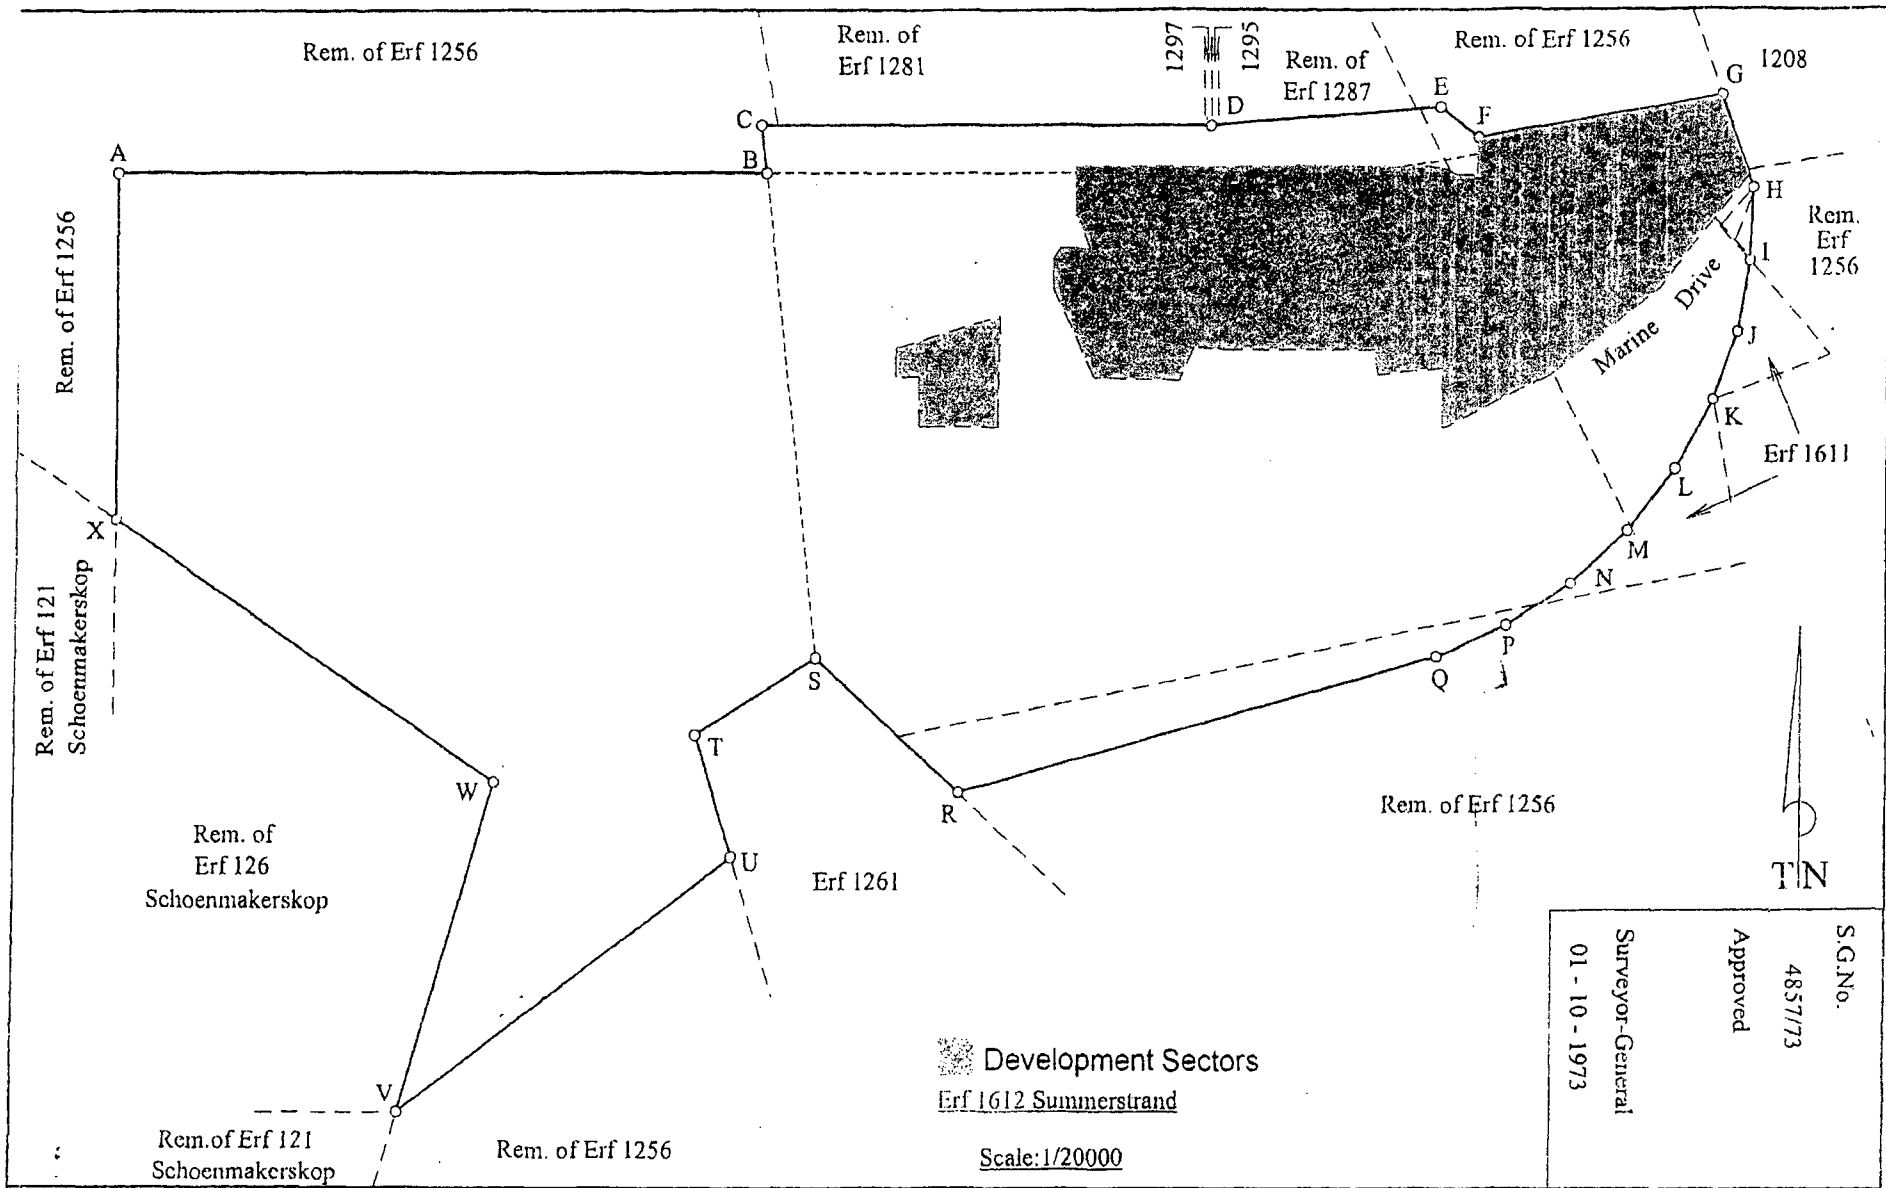 Rem. of Erf 1256
Rem. of
Erf 1281
1297
1295
Rem. of
Erf 1287
Rem. of Erf 1256
1208
G
E
F
D
C
B
A
H
Rem.
Erf
1256
I
Marine Drive
J
K
Erf 1611
L
M
N
P
Q
Rem. of Erf 1256
X
Rem. of Erf 121
Schoenmakerskop
S
T
W
R
U
Rem. of
Erf 126
Schoenmakerskop
Erf 1261
Rem. of Erf 1256
TN
V
Rem.of Erf 121
Schoenmakerskop
Rem. of Erf 1256
Development Sectors
Erf 1612 Summerstrand
Scale:1/20000
S.G.No.
4857/73
Approved
Surveyor-General
01 - 10 - 1973